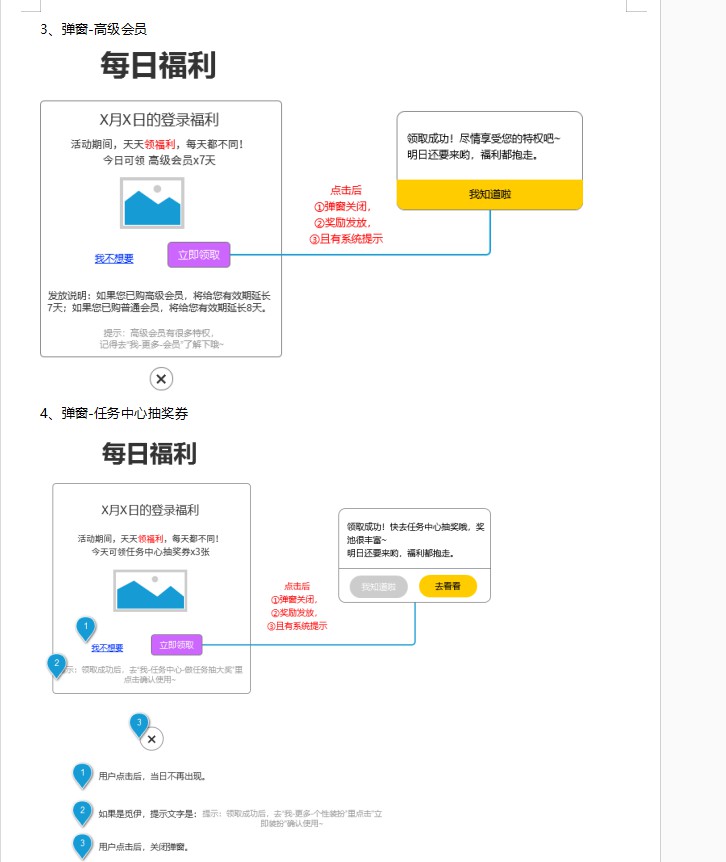 3、弹窗-高级会员
每日福利
X月X日的登录福利
活动期间，天天领福利，每天都不同！
今日可领 高级会员x7天
我不想要
立即领取
发放说明：如果您已购高级会员，将给您有效期延长
7天；如果您已购普通会员，将给您有效期延长8天。
提示：高级会员有很多特权，
记得去“我-更多-会员”了解下哦~
点击后
①弹窗关闭，
②奖励发放，
③且有系统提示
领取成功！尽情享受您的特权吧~
明日还要来哟，福利都抱走。
我知道啦
4、弹窗-任务中心抽奖券
每日福利
X月X日的登录福利
活动期间，天天领福利，每天都不同！
今天可领任务中心抽奖券x3张
1
我不想要
立即领取
2
示：领取成功后，去“我-任务中心-做任务抽大奖”里
点击确认使用~
点击后
①弹窗关闭，
②奖励发放，
③且有系统提示
领取成功！快去任务中心抽奖哦，奖
池很丰富~
明日还要来哟，福利都抱走。
我知道啦
去看看
3
1 用户点击后，当日不再出现。
2 如果是觅伊，提示文字是：提示：领取成功后，去“我-更多-个性装扮”里点击“立
即装扮”确认使用~
3 用户点击后，关闭弹窗。